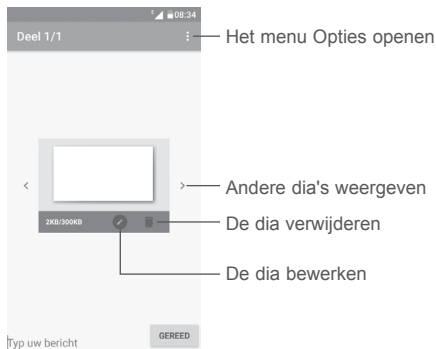 08:34
Deel 1/1
Het menu Opties openen
Andere dia's weergeven
2KB/300KB
De dia verwijderen
De dia bewerken
Typ uw bericht
GEREED